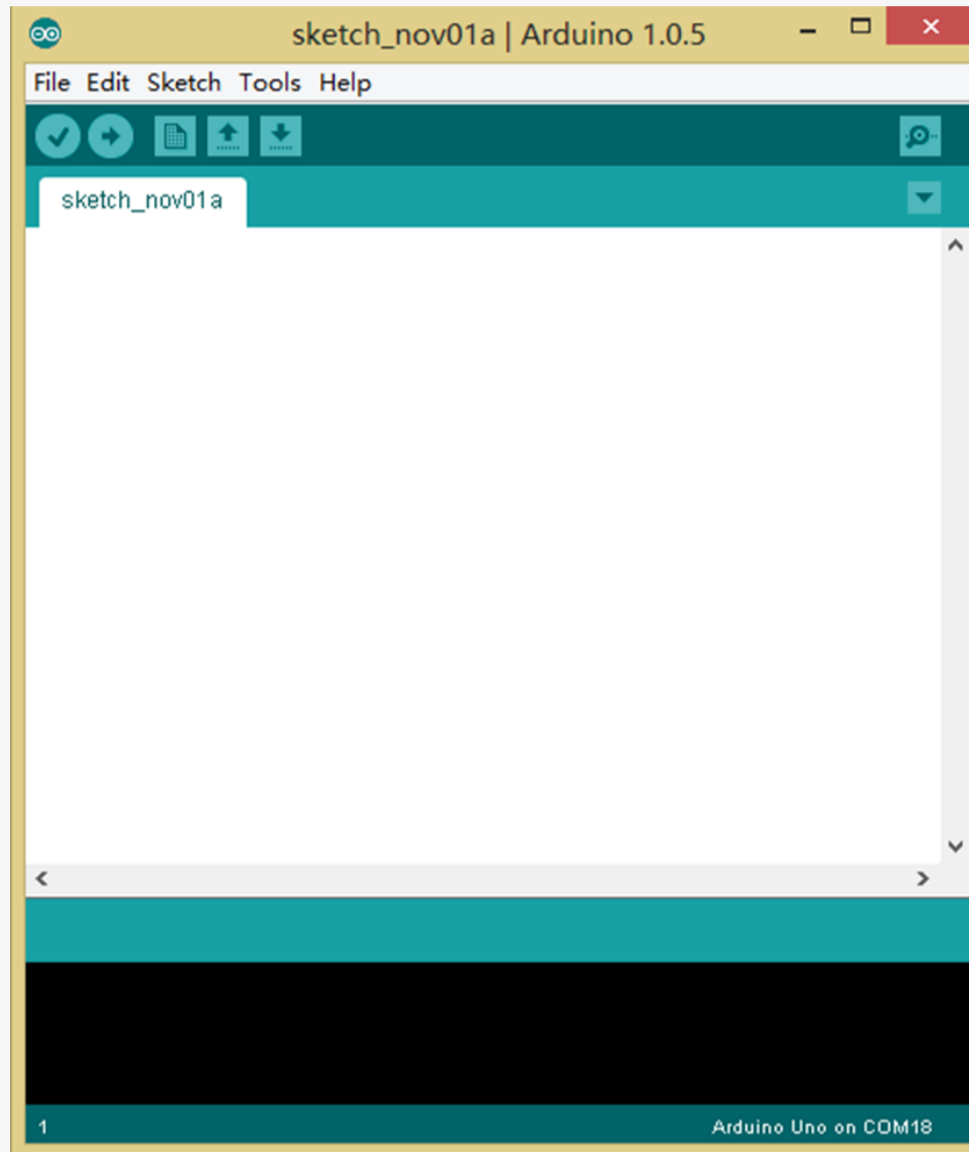 sketch_nov01a | Arduino 1.0.5
File Edit Sketch Tools Help
sketch_nov01a
1 Arduino Uno on COM18